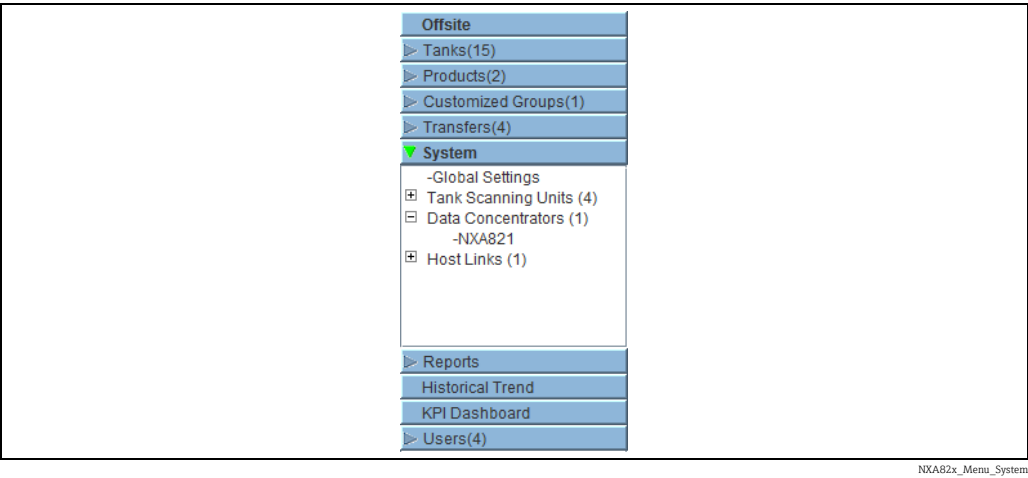 Offsite
Tanks(15)
Products(2)
Customized Groups(1)
Transfers(4)
System
-Global Settings
Tank Scanning Units (4)
Data Concentrators (1)
-NXA821
Host Links (1)
Reports
Historical Trend
KPI Dashboard
Users(4)
NXA82x_Menu_System